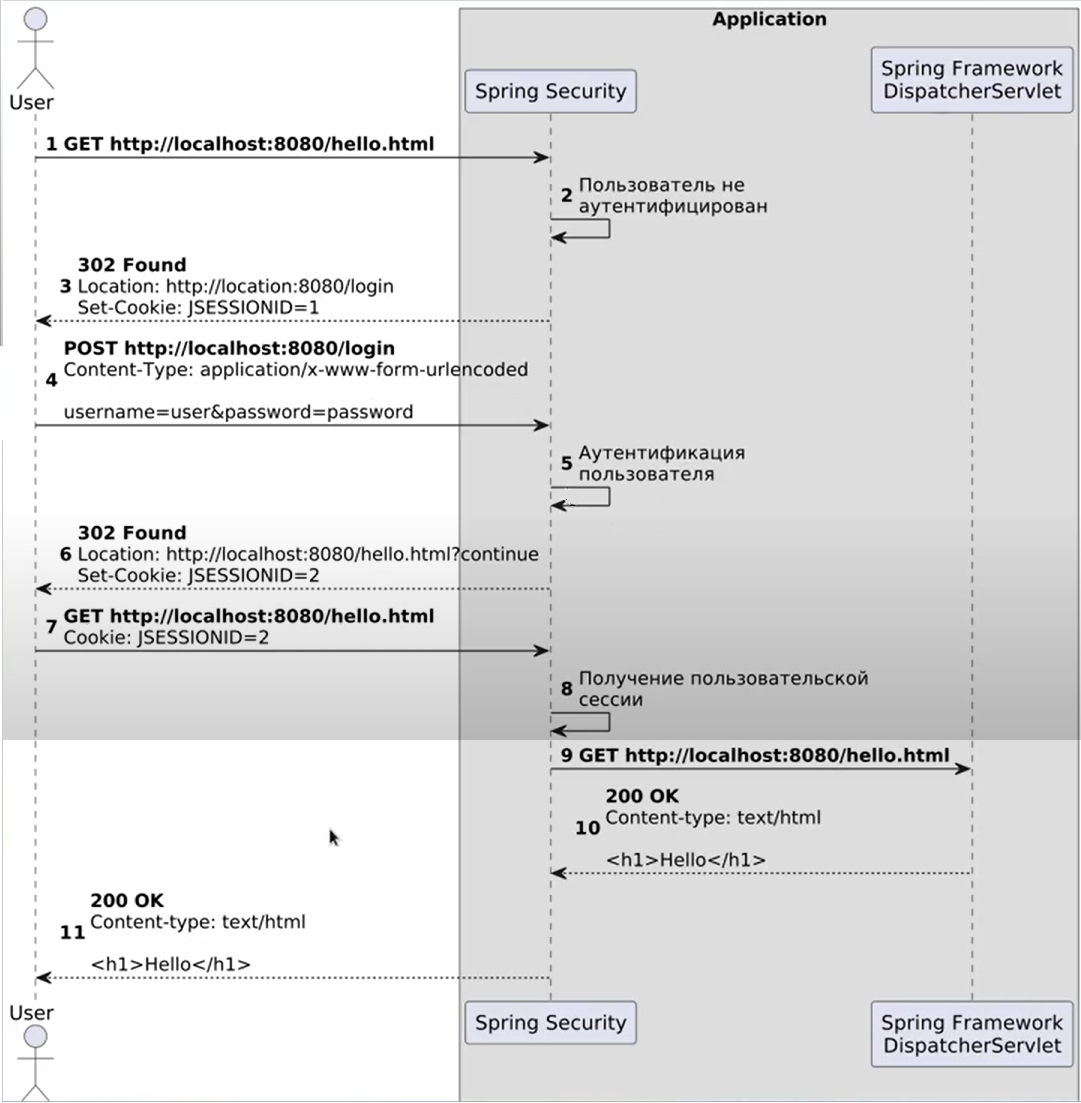 Application
User
Spring Security
Spring Framework
DispatcherServlet
1 GET http://localhost:8080/hello.html
2 Пользователь не
аутентифицирован
302 Found
3 Location: http://location:8080/login
Set-Cookie: JSESSIONID=1
POST http://localhost:8080/login
4 Content-Type: application/x-www-form-urlencoded
username=user&password=password
5 Аутентификация
пользователя
302 Found
6 Location: http://localhost:8080/hello.html?continue
Set-Cookie: JSESSIONID=2
7 GET http://localhost:8080/hello.html
Cookie: JSESSIONID=2
8 Получение пользовательской
сессии
9 GET http://localhost:8080/hello.html
200 OK
10 Content-type: text/html
<h1>Hello</h1>
200 OK
11 Content-type: text/html
<h1>Hello</h1>
User
Spring Security
Spring Framework
DispatcherServlet